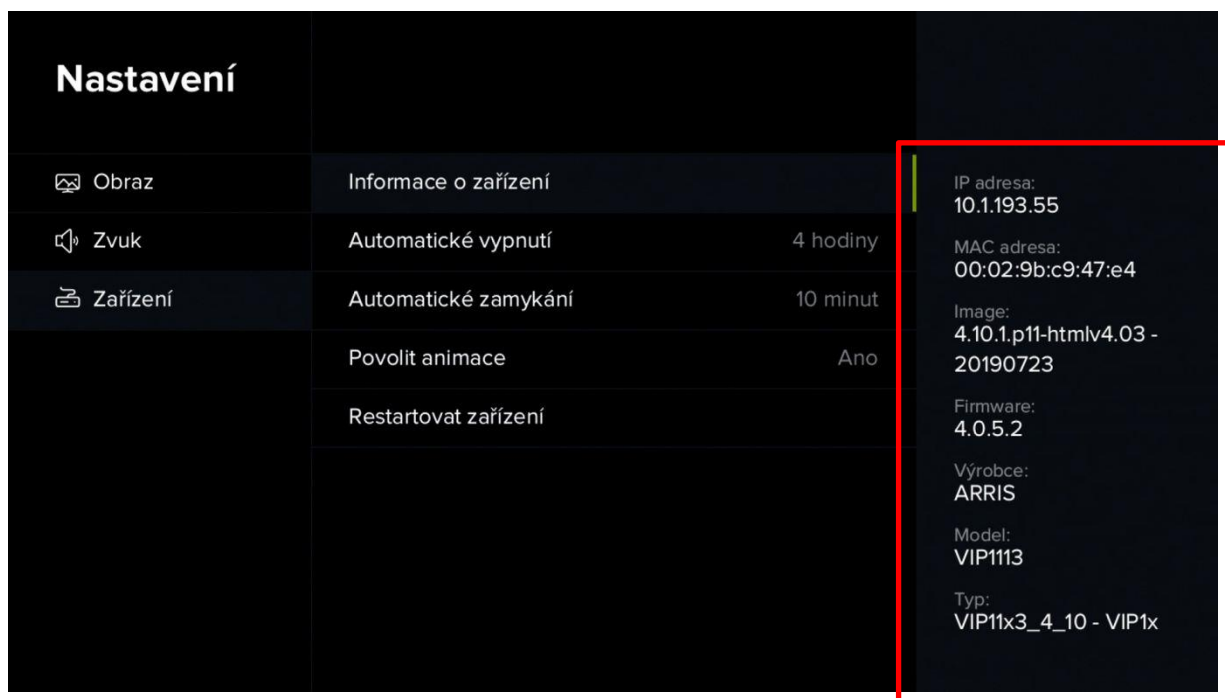 Nastavení
Obraz
Zvuk
Zařízení
Informace o zařízení
Automatické vypnutí 4 hodiny
Automatické zamykání 10 minut
Povolit animace Ano
Restartovat zařízení
IP adresa:
10.1.193.55
MAC adresa:
00:02:9b:c9:47:e4
Image:
4.10.1.p11-htmlv4.03 -
20190723
Firmware:
4.0.5.2
Výrobce:
ARRIS
Model:
VIP1113
Typ:
VIP11x3_4_10 - VIP1x